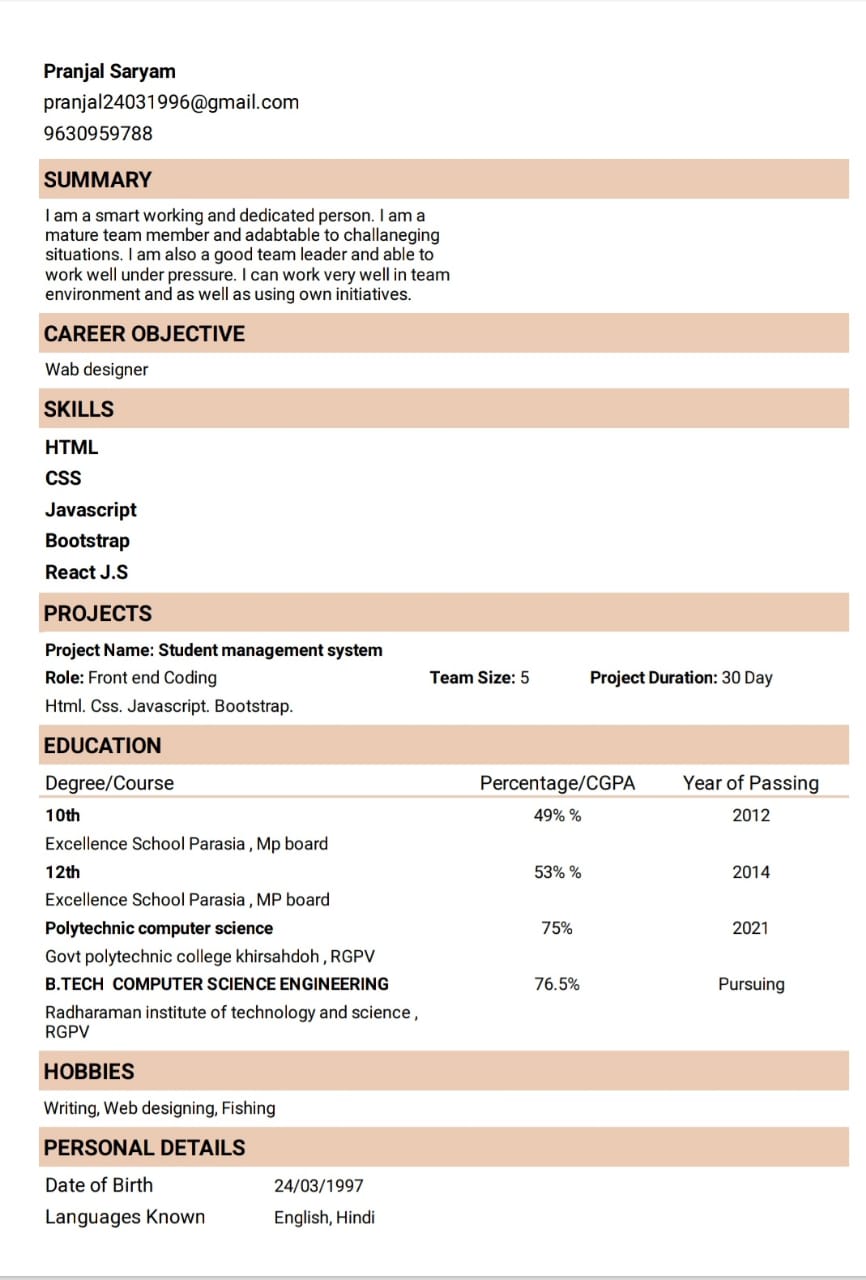 Pranjal Saryam
pranjal24031996@gmail.com
9630959788
SUMMARY
I am a smart working and dedicated person. I am a
mature team member and adabtable to challaneging
situations. I am also a good team leader and able to
work well under pressure. I can work very well in team
environment and as well as using own initiatives.
CAREER OBJECTIVE
Wab designer
SKILLS
HTML
CSS
Javascript
Bootstrap
React J.S
PROJECTS
Project Name: Student management system
Role: Front end Coding Team Size: 5 Project Duration: 30 Day
Html. Css. Javascript. Bootstrap.
EDUCATION
Degree/Course Percentage/CGPA Year of Passing
10th 49% % 2012
Excellence School Parasia , Mp board
12th 53% % 2014
Excellence School Parasia , MP board
Polytechnic computer science 75% 2021
Govt polytechnic college khirsahdoh , RGPV
B.TECH COMPUTER SCIENCE ENGINEERING 76.5% Pursuing
Radharaman institute of technology and science ,
RGPV
HOBBIES
Writing, Web designing, Fishing
PERSONAL DETAILS
Date of Birth 24/03/1997
Languages Known English, Hindi